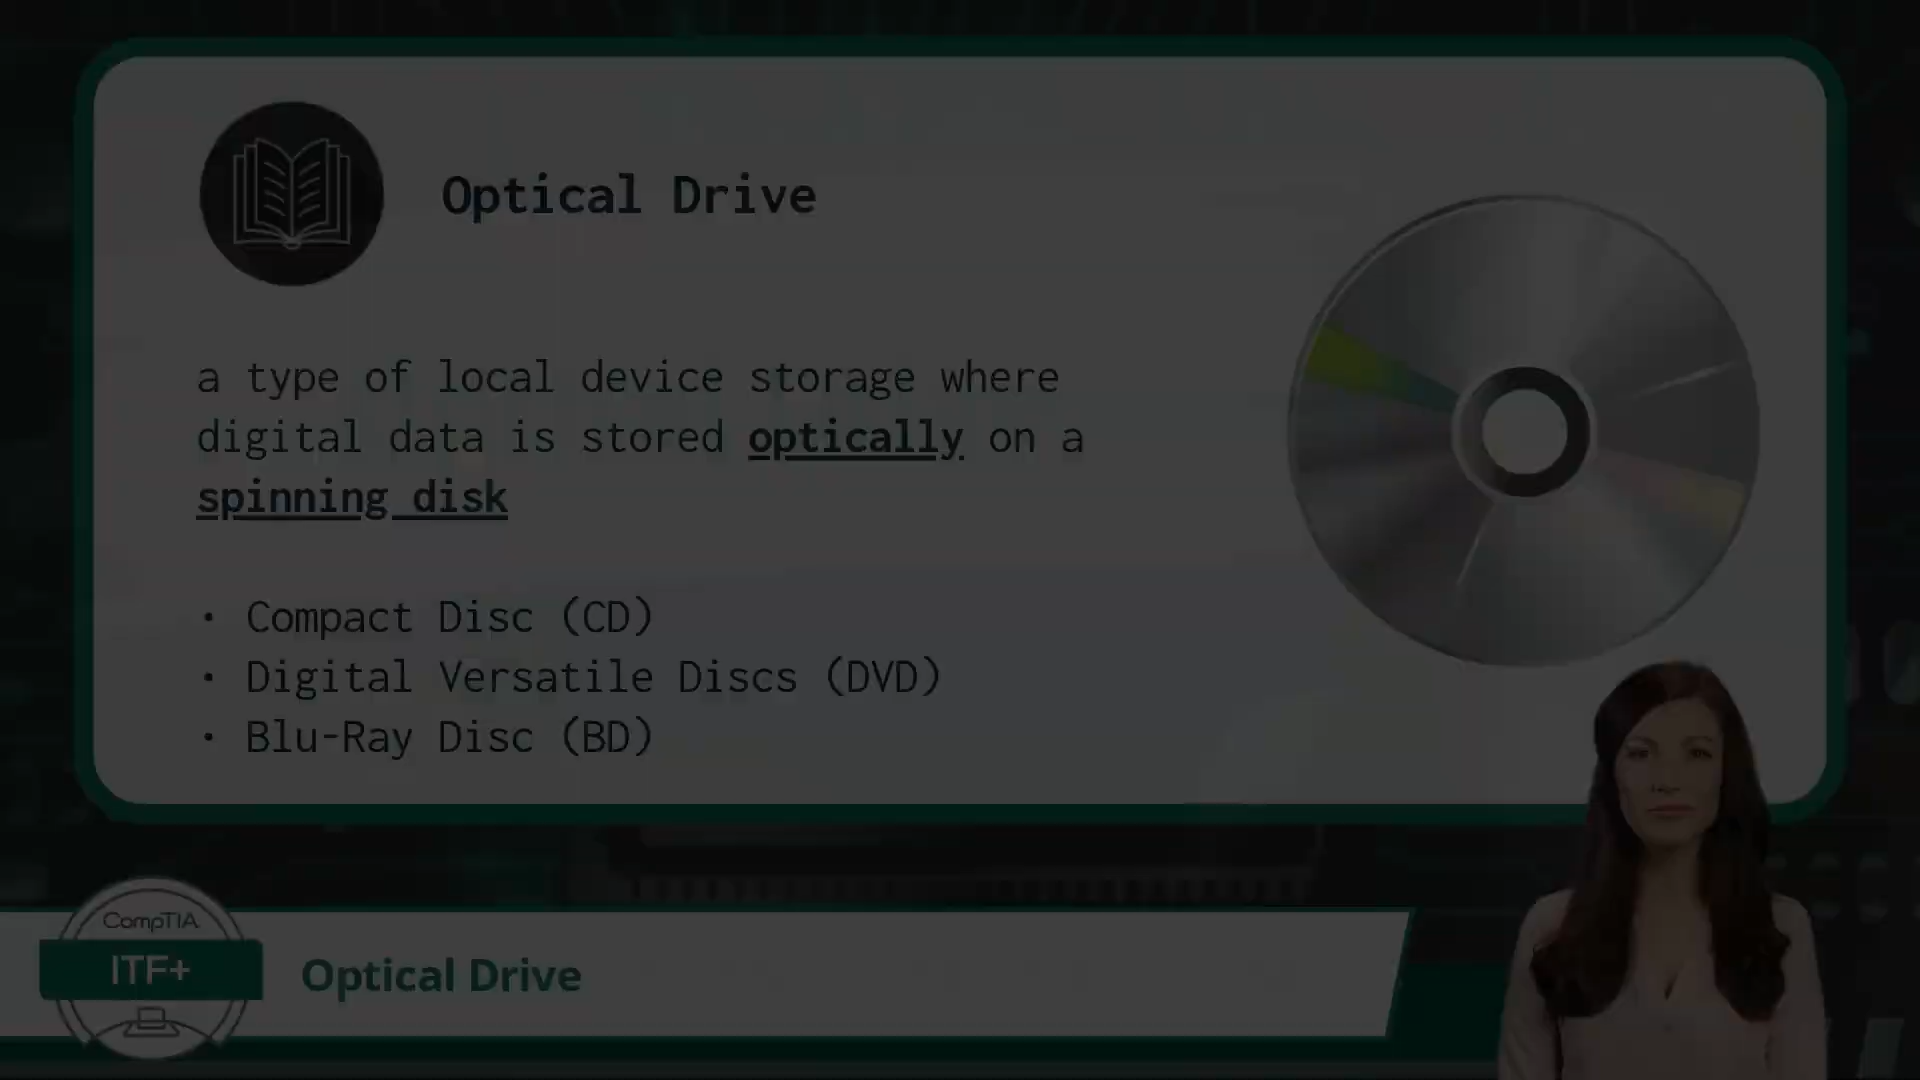 Optical Drive
a type of local device storage where
digital data is stored optically on a
spinning disk
• Compact Disc (CD)
• Digital Versatile Discs (DVD)
• Blu-Ray Disc (BD)
CompTIA
ITF+
Optical Drive